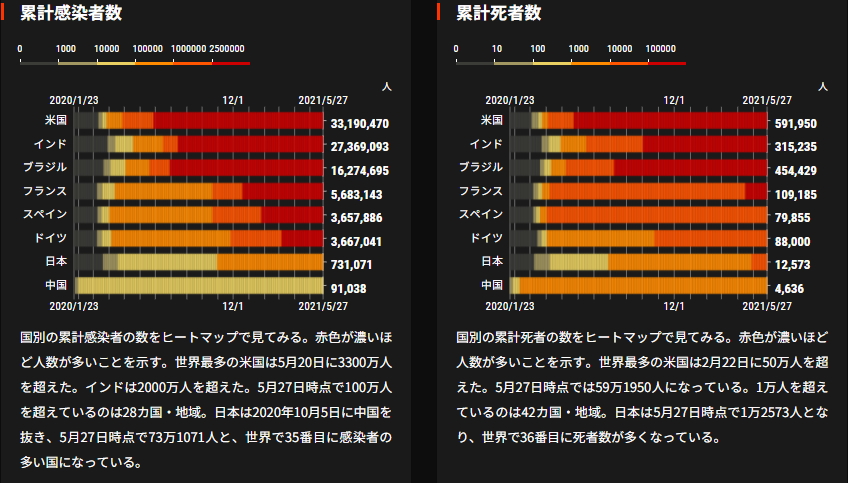 累計感染者数
0 1000 10000 100000 1000000 2500000
人
2020/1/23 12/1 2021/5/27
米国 33,190,470
インド 27,369,093
ブラジル 16,274,695
フランス 5,683,143
スペイン 3,657,886
ドイツ 3,667,041
日本 731,071
中国 91,038
2020/1/23 12/1 2021/5/27
国別の累計感染者の数をヒートマップで見てみる。赤色が濃いほ
ど人数が多いことを示す。世界最多の米国は5月20日に3300万人
を超えた。インドは2000万人を超えた。5月27日時点で100万人
を超えているのは28カ国・地域。日本は2020年10月5日に中国を
抜き、5月27日時点で73万1071人と、世界で35番目に感染者の
多い国になっている。
累計死者数
0 10 100 1000 10000 100000
人
2020/1/23 12/1 2021/5/27
米国 591,950
インド 315,235
ブラジル 454,429
フランス 109,185
スペイン 79,855
ドイツ 88,000
日本 12,573
中国 4,636
2020/1/23 12/1 2021/5/27
国別の累計死者の数をヒートマップで見てみる。赤色が濃いほど
人数が多いことを示す。世界最多の米国は2月22日に50万人を超
えた。5月27日時点では59万1950人になっている。1万人を超え
ているのは42カ国・地域。日本は5月27日時点で1万2573人とな
り、世界で36番目に死者数が多くなっている。